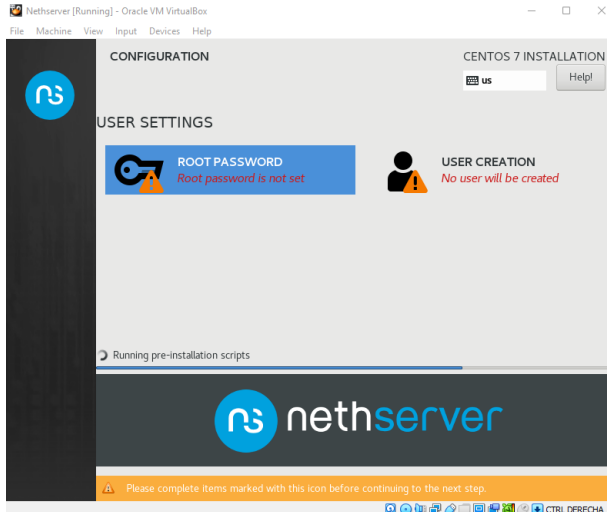 Nethserver [Running] - Oracle VM VirtualBox
File Machine View Input Devices Help
CONFIGURATION
CENTOS 7 INSTALLATION
us
Help!
ns
USER SETTINGS
ROOT PASSWORD
Root password is not set
USER CREATION
No user will be created
Running pre-installation scripts
ns nethserver
Please complete items marked with this icon before continuing to the next step.
CTRL DERECHA